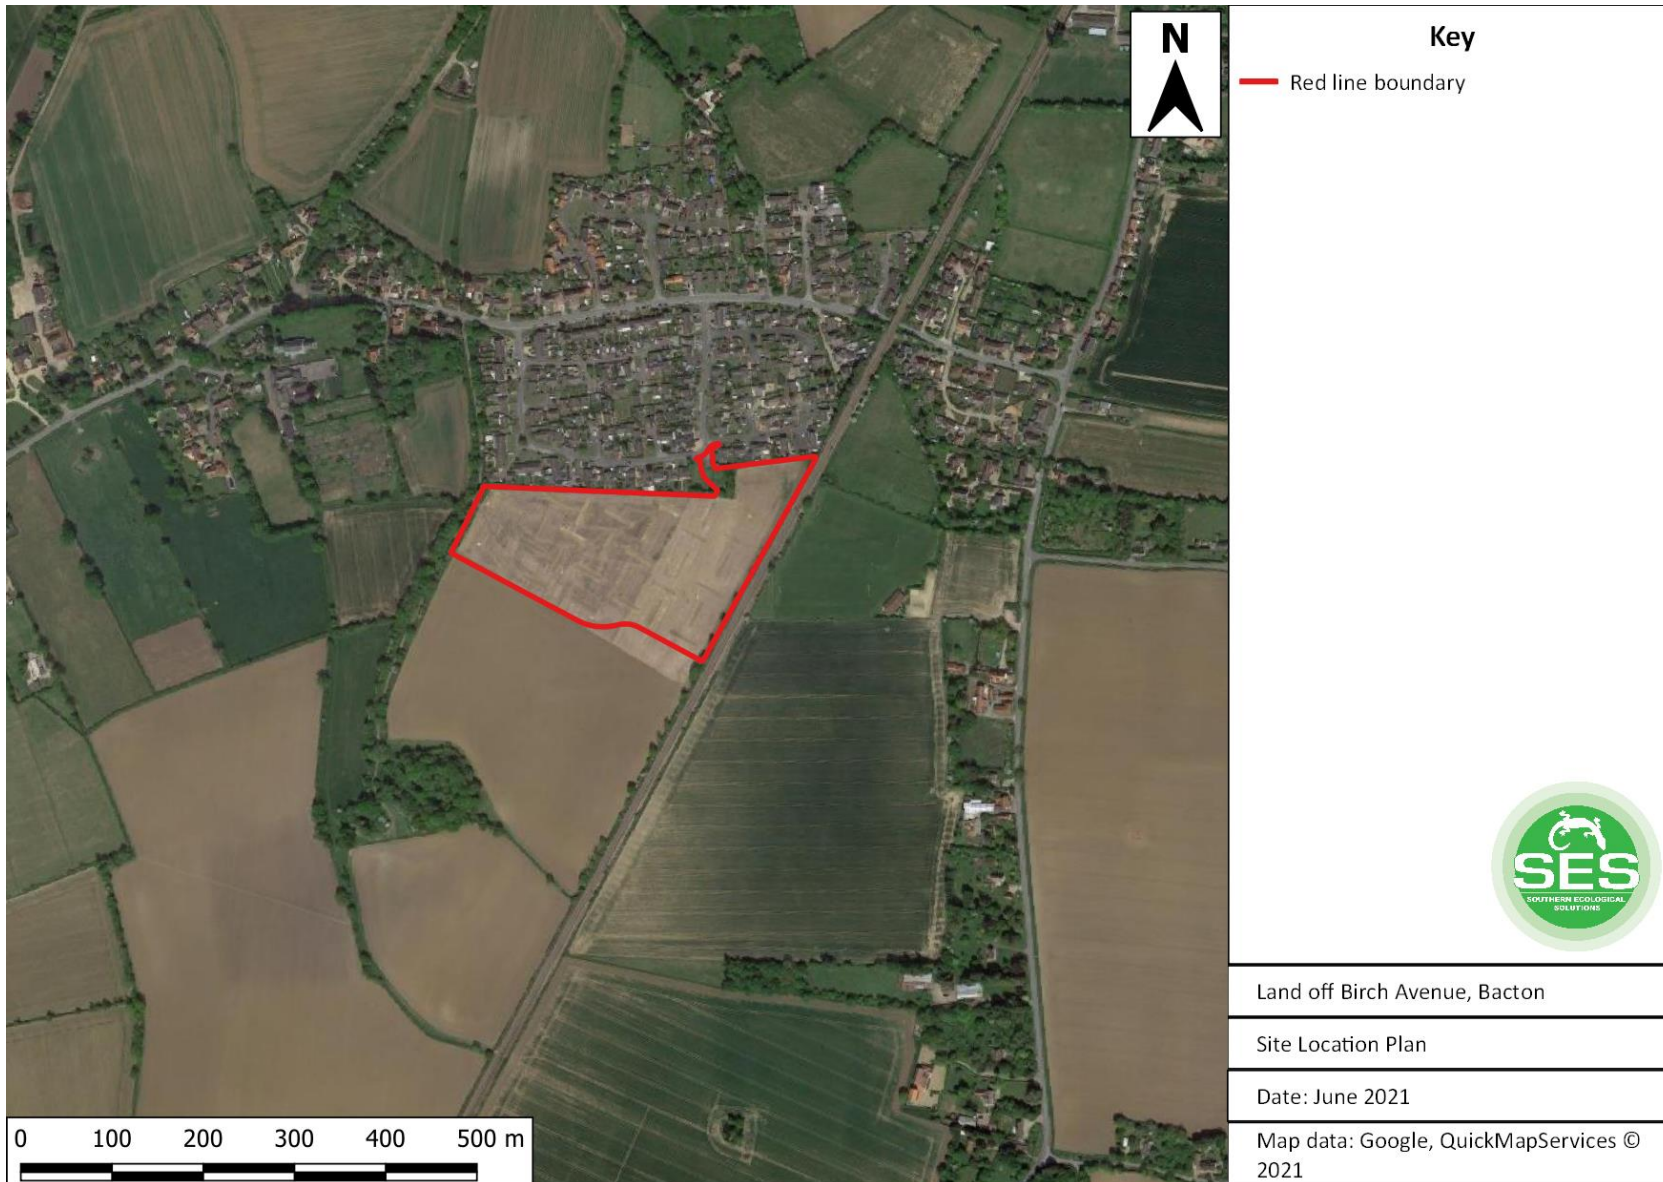 N
Key
Red line boundary
SES
SOUTHERN ECOLOGICAL
SOLUTIONS
Land off Birch Avenue, Bacton
Site Location Plan
Date: June 2021
Map data: Google, QuickMapServices ©
2021
0 100 200 300 400 500 m